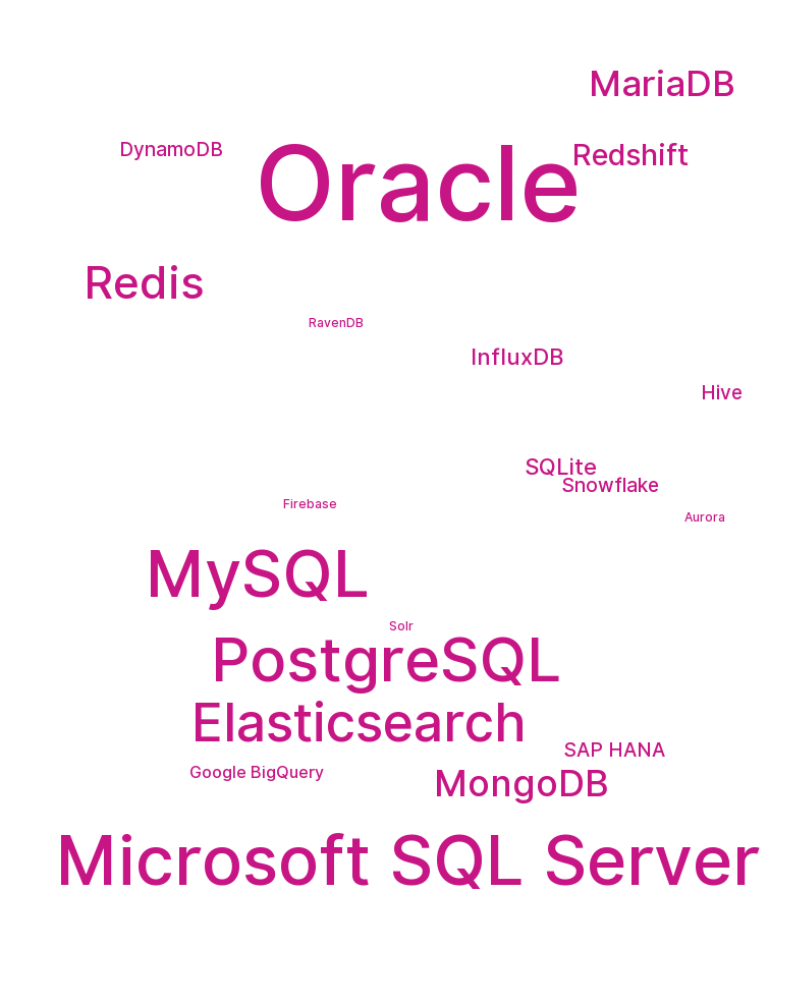 MariaDB
DynamoDB
Oracle
Redshift
Redis
RavenDB
InfluxDB
Hive
SQLite
Snowflake
Firebase
Aurora
MySQL
Solr
PostgreSQL
Elasticsearch
SAP HANA
Google BigQuery
MongoDB
Microsoft SQL Server